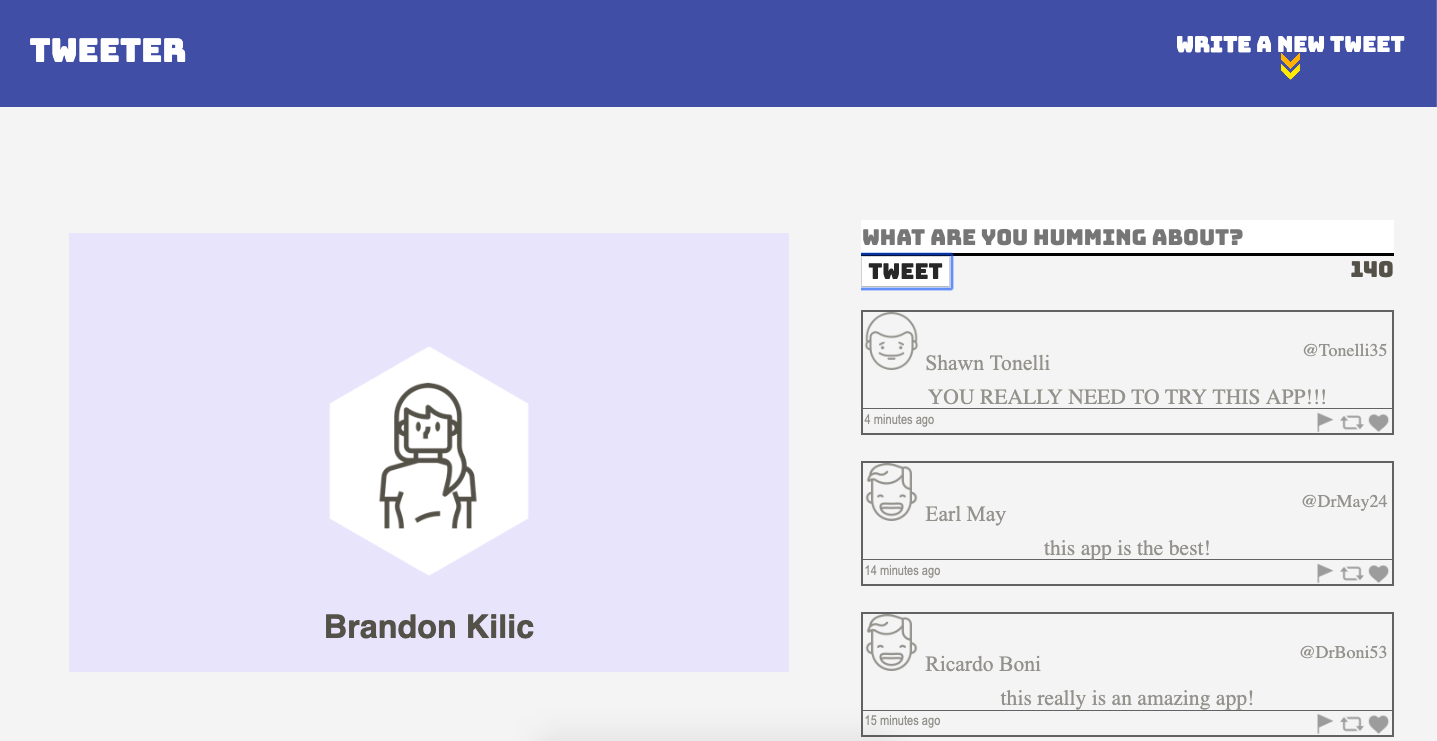 TWEETER
WRITE A NEW TWEET
WHAT ARE YOU HUMMING ABOUT?
TWEET
140
Shawn Tonelli
@Tonelli35
YOU REALLY NEED TO TRY THIS APP!!!
4 minutes ago
Earl May
@DrMay24
this app is the best!
14 minutes ago
Ricardo Boni
@DrBoni53
this really is an amazing app!
15 minutes ago
Brandon Kilic